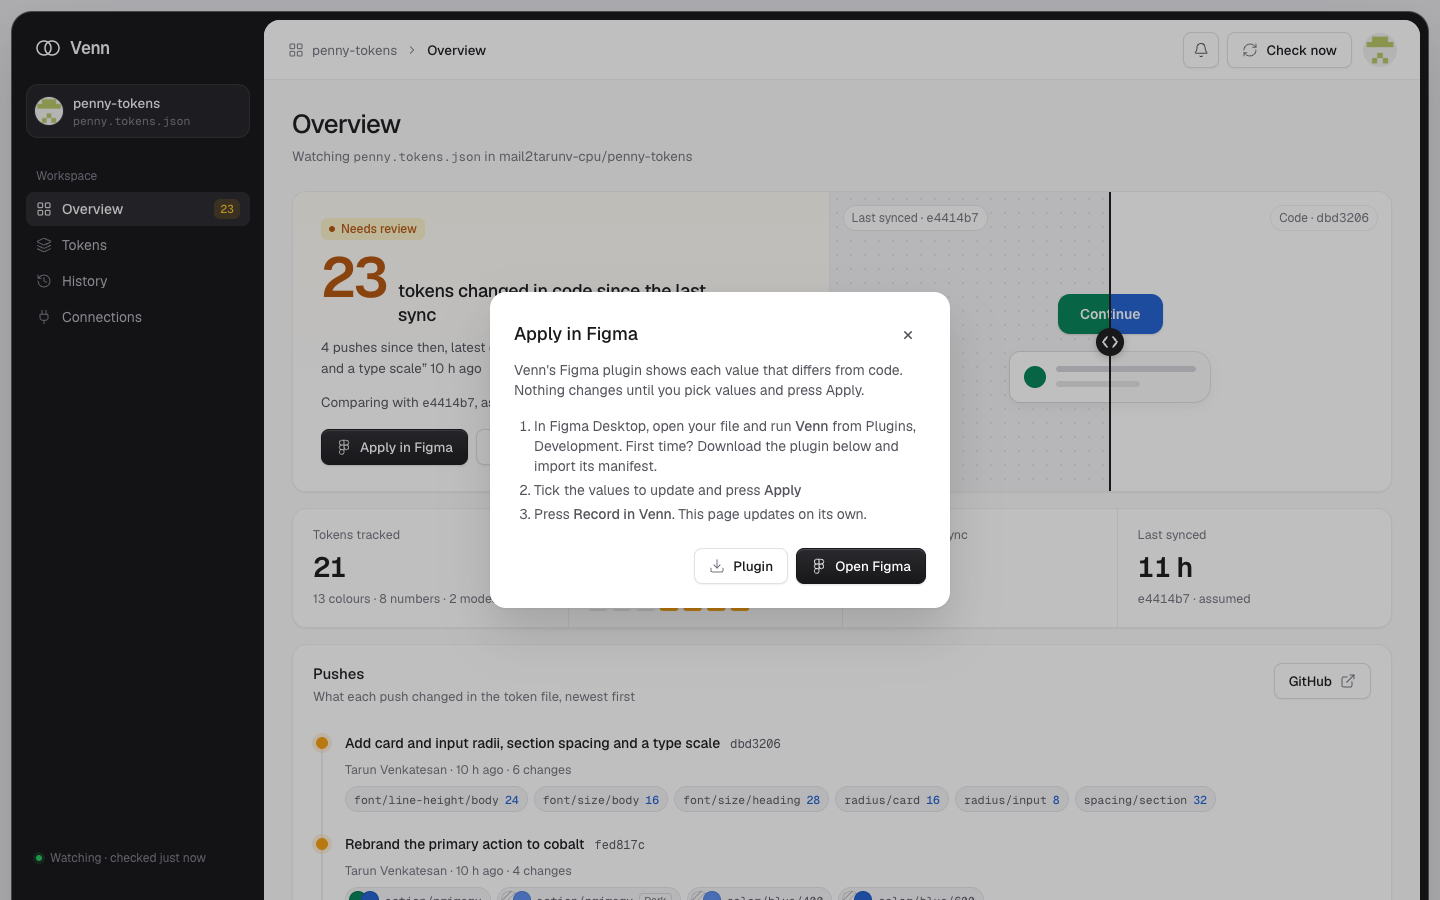 Venn
penny-tokens
penny.tokens.json
Workspace
Overview 23
Tokens
History
Connections
Watching · checked just now
penny-tokens > Overview
Check now
Overview
Watching penny.tokens.json in mail2tarunv-cpu/penny-tokens
Needs review
23 tokens changed in code since the last
sync
4 pushes since then, latest
and a type scale” 10 h ago
Comparing with e4414b7,
Apply in Figma
Last synced · e4414b7
Code · dbd3206
Continue
Apply in Figma
Venn’s Figma plugin shows each value that differs from code.
Nothing changes until you pick values and press Apply.
1. In Figma Desktop, open your file and run Venn from Plugins,
Development. First time? Download the plugin below and
import its manifest.
2. Tick the values to update and press Apply
3. Press Record in Venn. This page updates on its own.
Plugin
Open Figma
Tokens tracked
21
13 colours · 8 numbers · 2 mode
Last synced
11 h
e4414b7 · assumed
Pushes
What each push changed in the token file, newest first
GitHub
Add card and input radii, section spacing and a type scale dbd3206
Tarun Venkatesan · 10 h ago · 6 changes
font/line-height/body 24 font/size/body 16 font/size/heading 28 radius/card 16 radius/input 8 spacing/section 32
Rebrand the primary action to cobalt fed817c
Tarun Venkatesan · 10 h ago · 4 changes